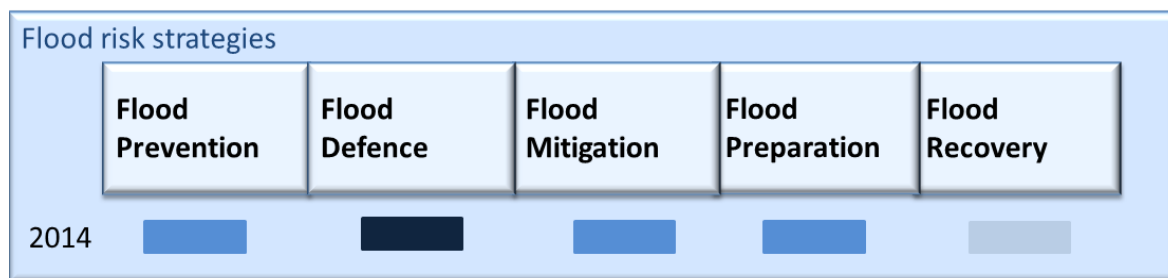 Flood risk strategies
Flood Prevention
Flood Defence
Flood Mitigation
Flood Preparation
Flood Recovery
2014